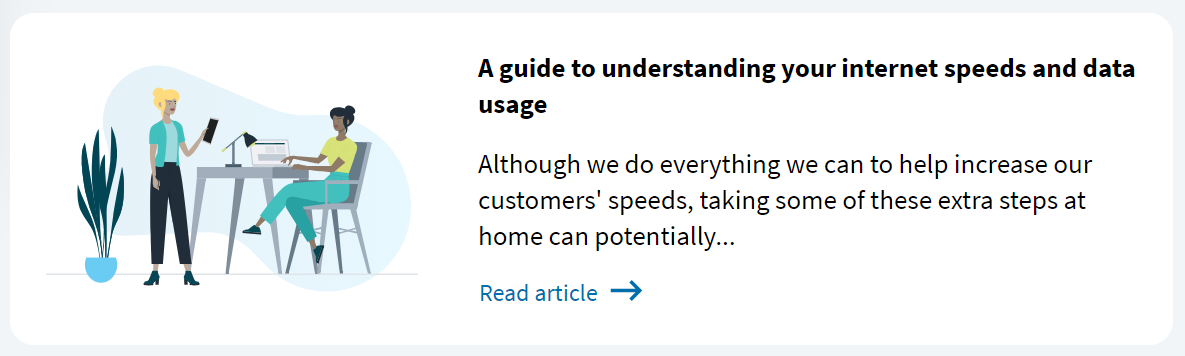 A guide to understanding your internet speeds and data
usage
Although we do everything we can to help increase our
customers' speeds, taking some of these extra steps at
home can potentially...
Read article